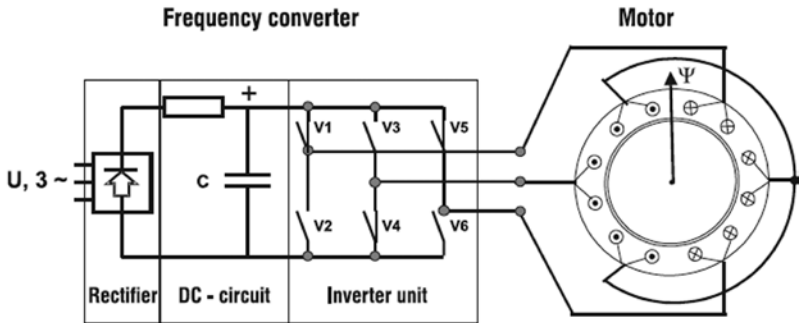 Frequency converter
Motor
+
Ψ
V1
V3
V5
U, 3 ~
C
V2
V4
V6
Rectifier
DC - circuit
Inverter unit